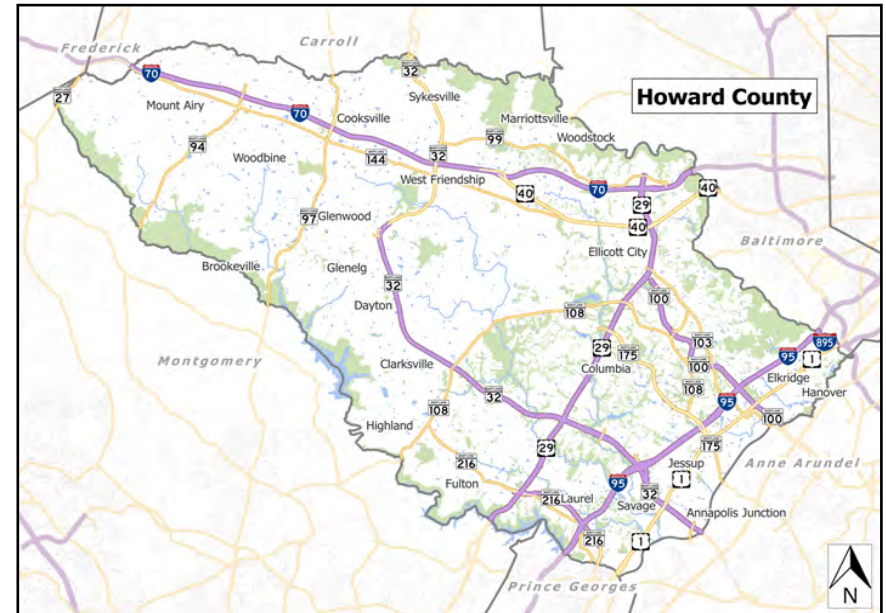 Frederick
Carroll
70
32
27
Mount Airy
70
Sykesville
Howard County
Cooksville
Marriottsville
94
99
Woodstock
144
32
Woodbine
West Friendship
40
70
40
29
97
Glenwood
40
Baltimore
Ellicott City
Brookeville
Glenelg
32
100
Dayton
108
103
895
29
175
95
1
Montgomery
Clarksville
Columbia
100
Elkridge
32
108
95
Hanover
108
100
Highland
29
175
216
Jessup
Anne Arundel
Fulton
95
1
216
Laurel
32
Savage
Annapolis Junction
216
1
Prince Georges
N